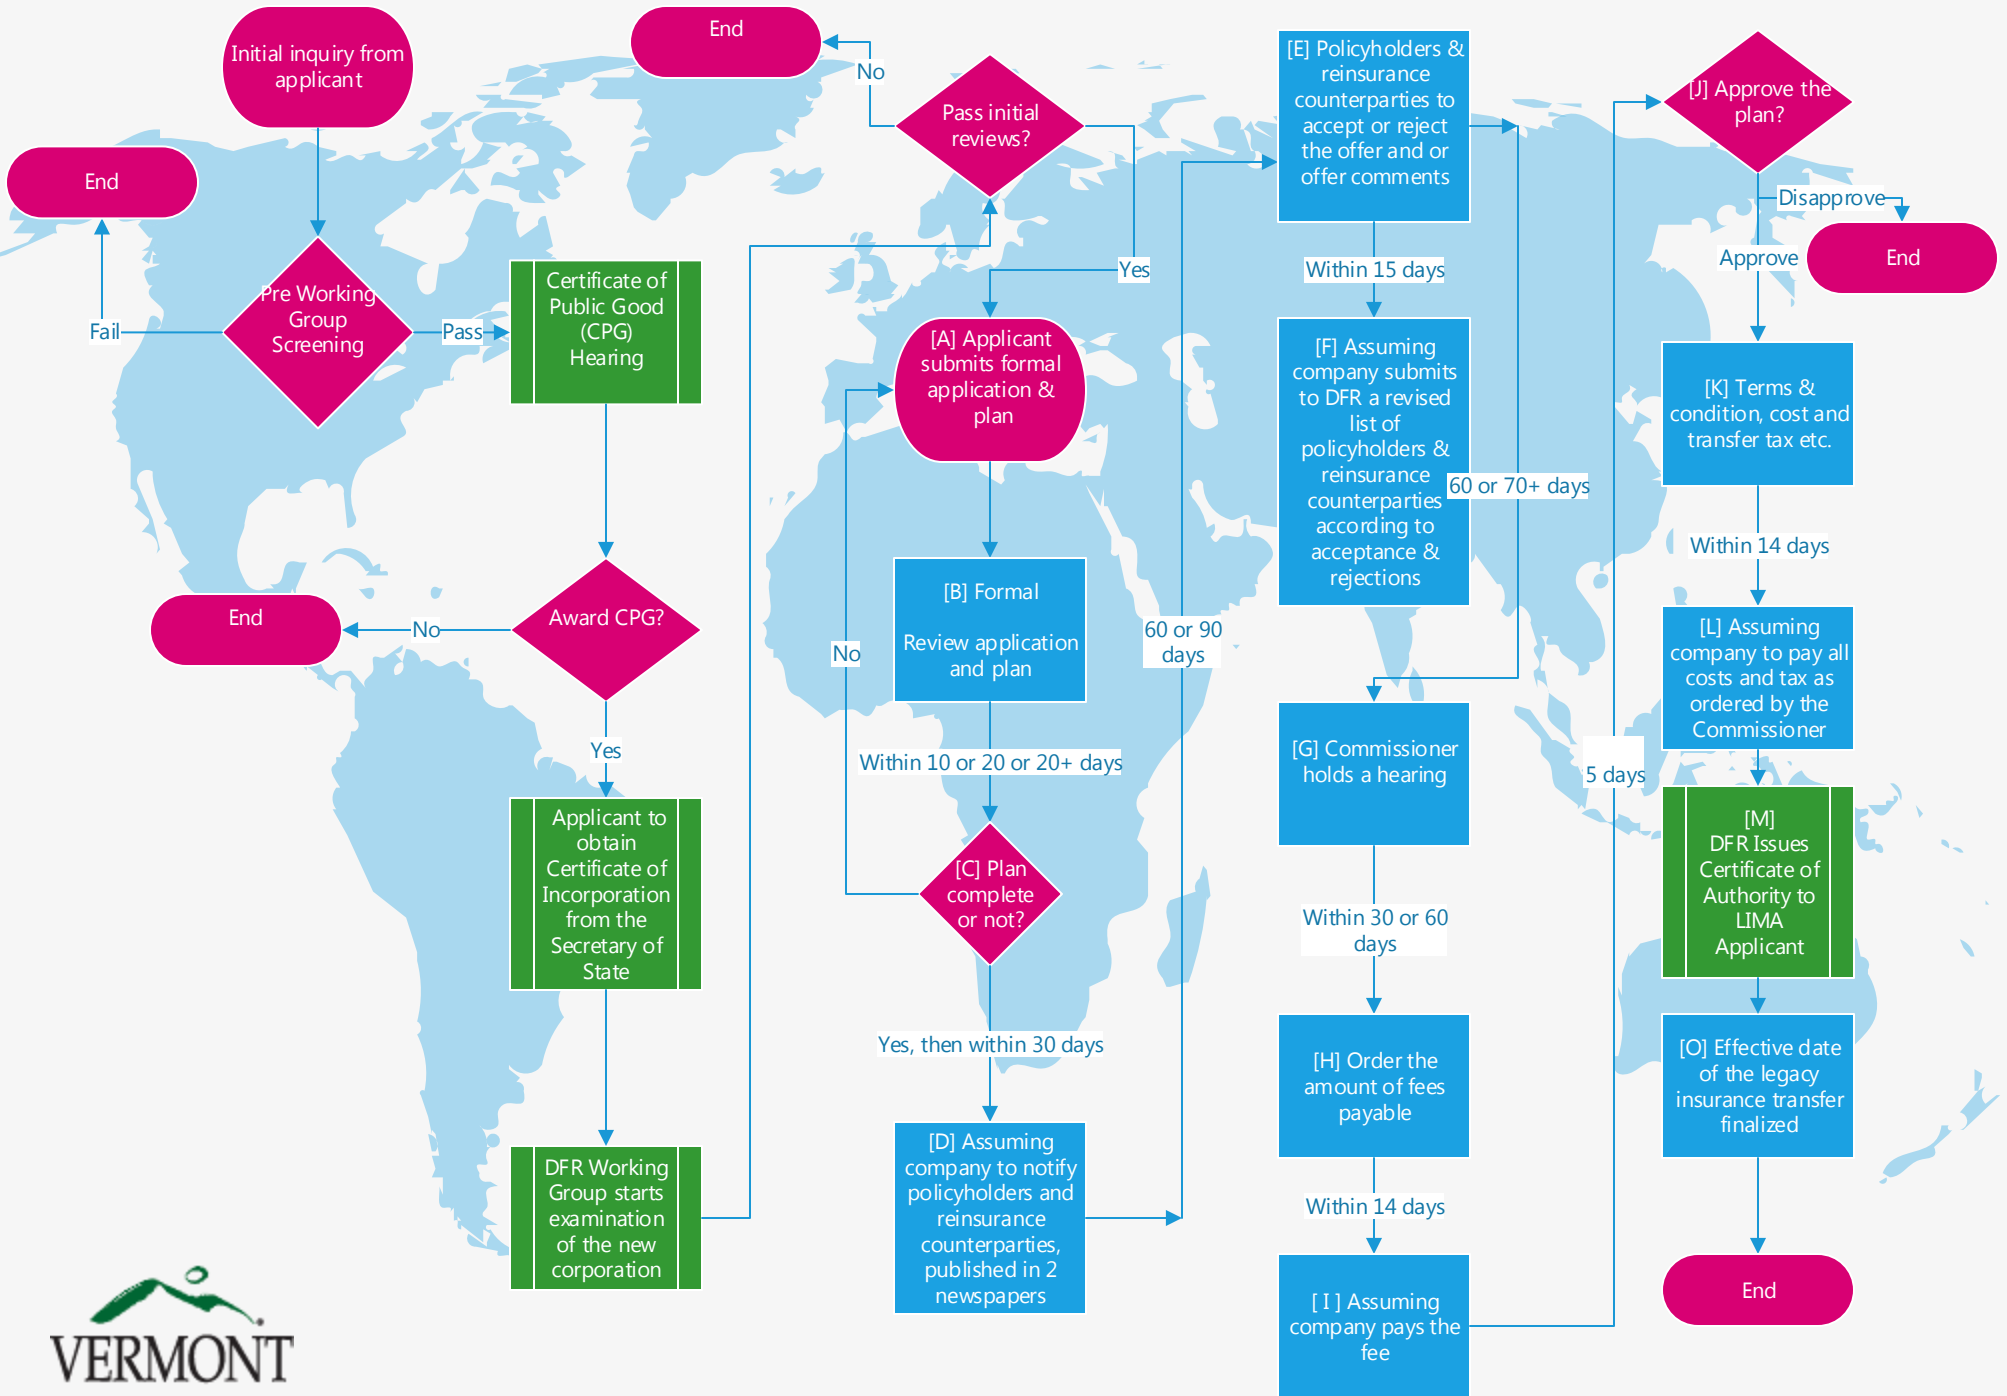 Initial inquiry from
applicant
End
Pre Working
Group
Screening
Fail
Pass
Certificate of
Public Good
(CPG)
Hearing
Award CPG?
No
End
Yes
Applicant to
obtain
Certificate of
Incorporation
from the
Secretary of
State
DFR Working
Group starts
examination
of the new
corporation
End
No
Pass initial
reviews?
Yes
[A] Applicant
submits formal
application &
plan
[B] Formal
Review application
and plan
Within 10 or 20 or 20+ days
No
[C] Plan
complete
or not?
Yes, then within 30 days
[D] Assuming
company to notify
policyholders and
reinsurance
counterparties,
published in 2
newspapers
60 or 90
days
[E] Policyholders &
reinsurance
counterparties to
accept or reject
the offer and or
offer comments
Within 15 days
[F] Assuming
company submits
to DFR a revised
list of
policyholders &
reinsurance
counterparties
according to
acceptance &
rejections
60 or 70+ days
[G] Commissioner
holds a hearing
Within 30 or 60
days
[H] Order the
amount of fees
payable
Within 14 days
[ I ] Assuming
company pays the
fee
5 days
[J] Approve the
plan?
Disapprove
End
Approve
[K] Terms &
condition, cost and
transfer tax etc.
Within 14 days
[L] Assuming
company to pay all
costs and tax as
ordered by the
Commissioner
[M]
DFR Issues
Certificate of
Authority to
LIMA
Applicant
[O] Effective date
of the legacy
insurance transfer
finalized
End
VERMONT